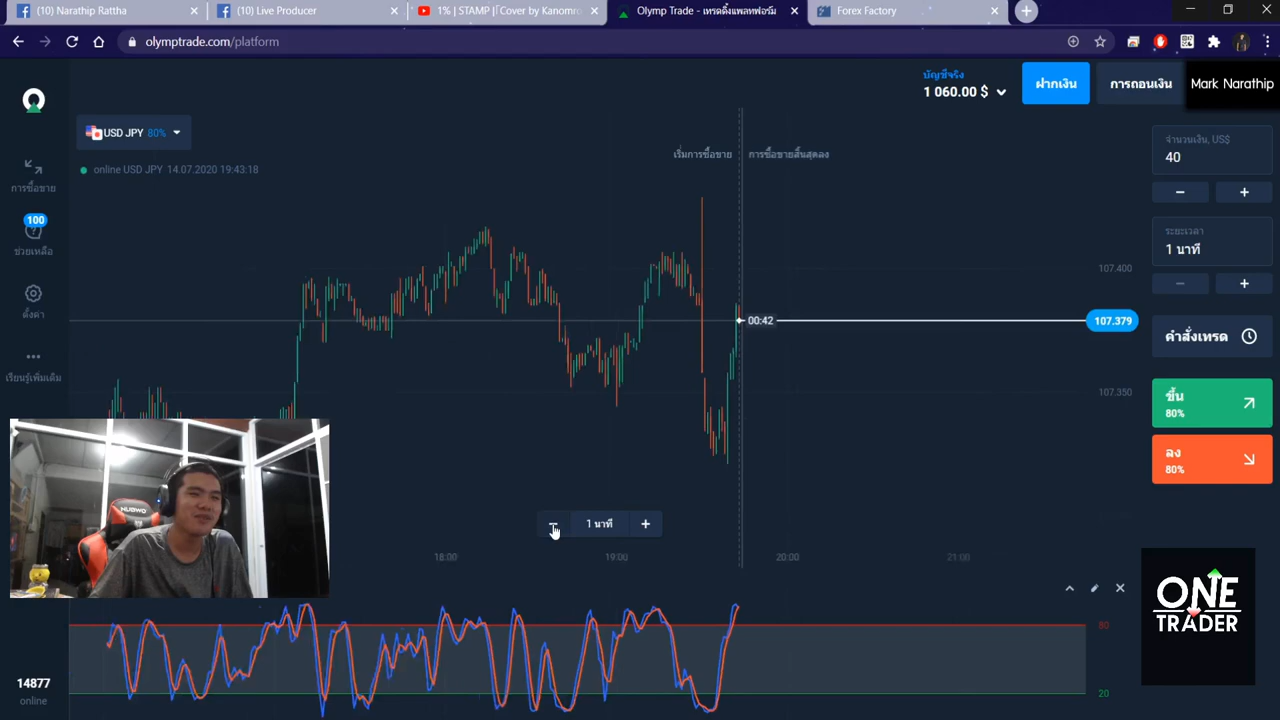 (10) Narathip Rattha
(10) Live Producer
1% | STAMP |「Cover by Kanomro
Olymp Trade - เทรดดิ้งแพลทฟอร์ม
Forex Factory
olymptrade.com/platform
บัญชีจริง
1 060.00 $
ฝากเงิน
การถอนเงิน
Mark Narathip
USD JPY 80%
เริ่มการซื้อขาย
การซื้อขายสิ้นสุดลง
online USD JPY 14.07.2020 19:43:18
การซื้อขาย
100
ช่วยเหลือ
ตั้งค่า
เรียนรู้เพิ่มเติม
จำนวนเงิน, US$
40
ระยะเวลา
1 นาที
คำสั่งเทรด
ขึ้น
80%
ลง
80%
107.400
00:42
107.379
107.350
1 นาที
18:00
19:00
20:00
21:00
NUBWO
ONE
TRADER
80
20
14877
online